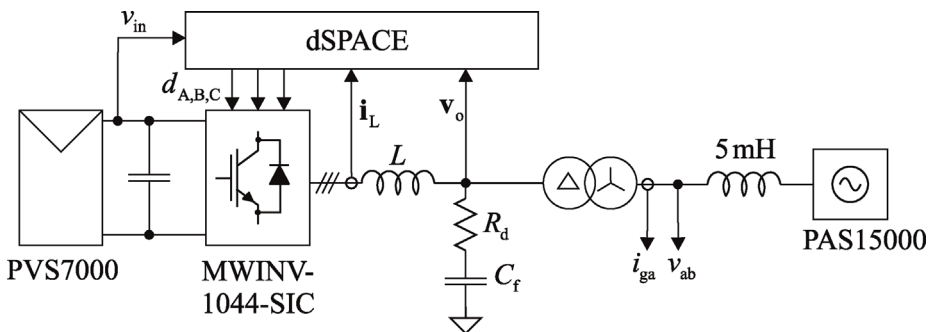 v_in
dSPACE
d_A,B,C
i_L
v_o
L
5 mH
R_d
C_f
i_ga
v_ab
PVS7000
MWINV-
1044-SIC
PAS15000